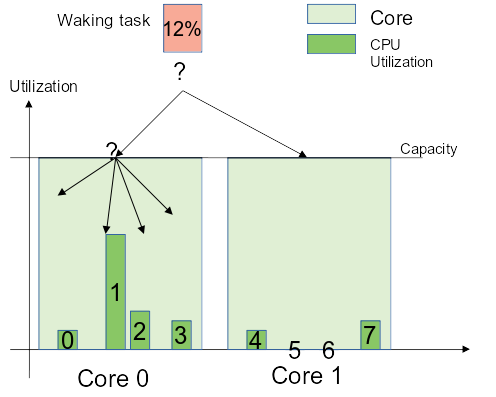 Waking task
12%
Core
CPU
Utilization
?
Utilization
?
Capacity
0
1
2
3
4
5
6
7
Core 0
Core 1